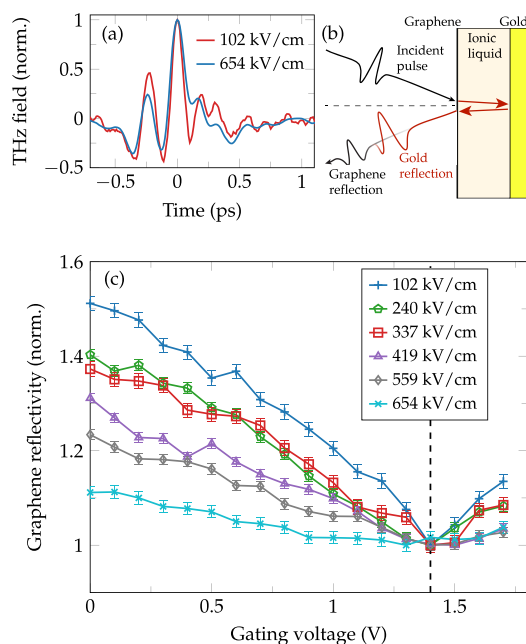 (a)
102 kV/cm
654 kV/cm
THz field (norm.)
1
0.5
0
−0.5
−0.5
0
0.5
1
Time (ps)
(b)
Graphene
Gold
Ionic
liquid
Incident
pulse
Gold
reflection
Graphene
reflection
(c)
Graphene reflectivity (norm.)
1.6
1.4
1.2
1
102 kV/cm
240 kV/cm
337 kV/cm
419 kV/cm
559 kV/cm
654 kV/cm
0
0.5
1
1.5
Gating voltage (V)